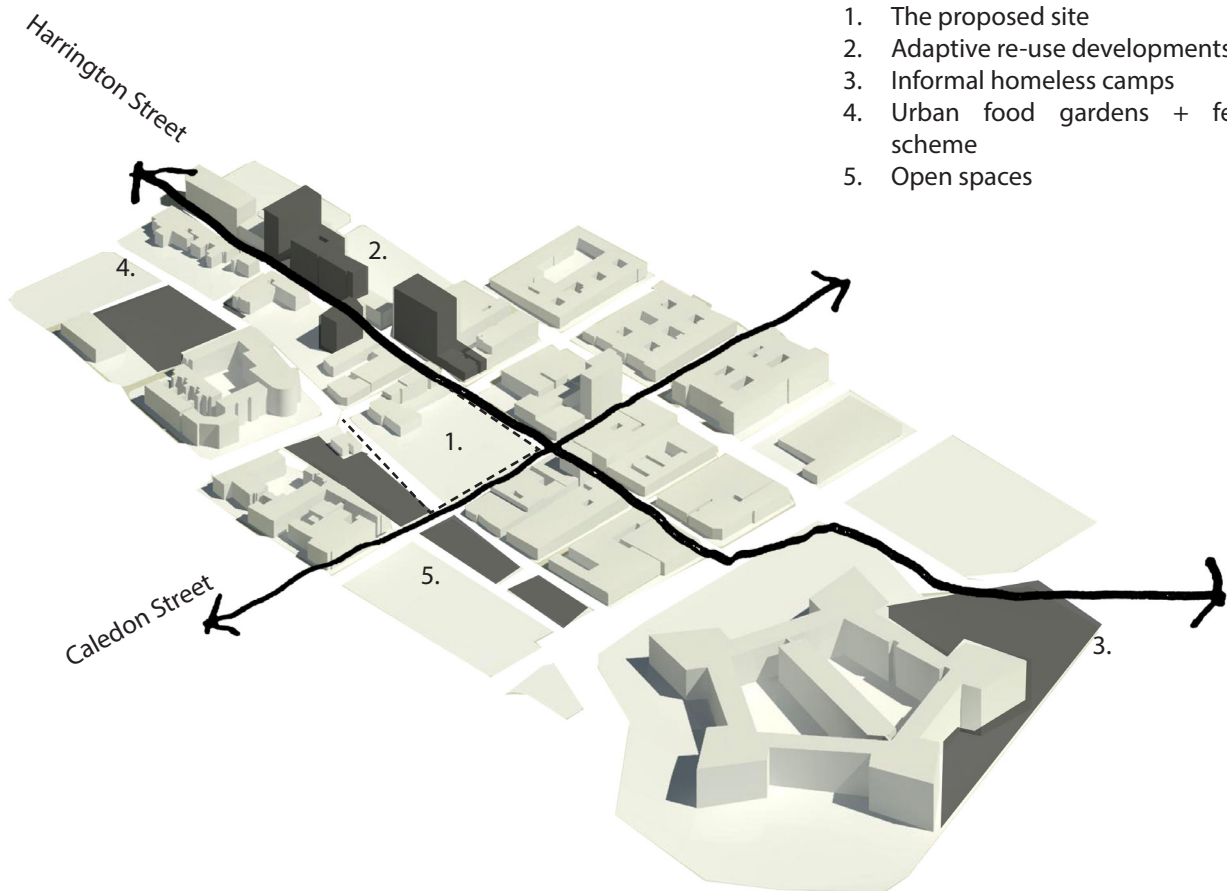 Harrington Street
1. The proposed site
2. Adaptive re-use developments
3. Informal homeless camps
4. Urban food gardens +
scheme
5. Open spaces
2.
4.
1.
5.
Caledon Street
3.